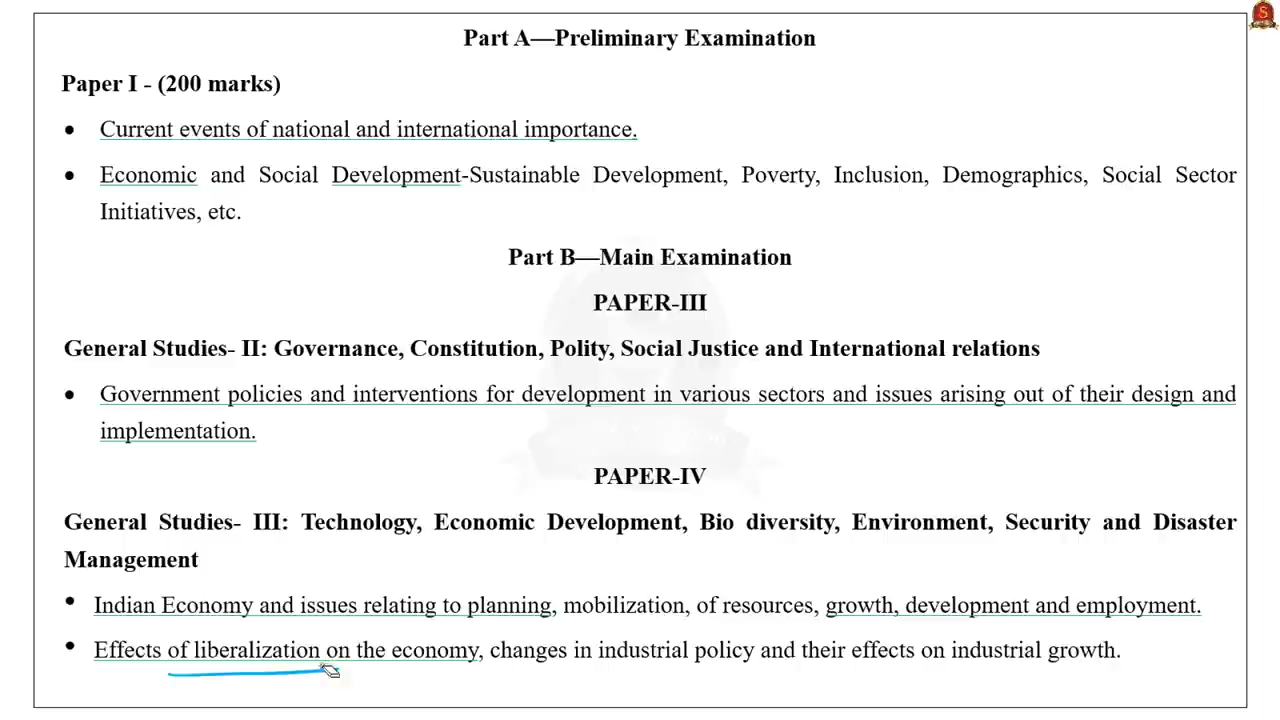 S
Part A—Preliminary Examination
Paper I - (200 marks)
• Current events of national and international importance.
• Economic and Social Development-Sustainable Development, Poverty, Inclusion, Demographics, Social Sector
Initiatives, etc.
Part B—Main Examination
PAPER-III
General Studies- II: Governance, Constitution, Polity, Social Justice and International relations
• Government policies and interventions for development in various sectors and issues arising out of their design and
implementation.
PAPER-IV
General Studies- III: Technology, Economic Development, Bio diversity, Environment, Security and Disaster
Management
• Indian Economy and issues relating to planning, mobilization, of resources, growth, development and employment.
• Effects of liberalization on the economy, changes in industrial policy and their effects on industrial growth.